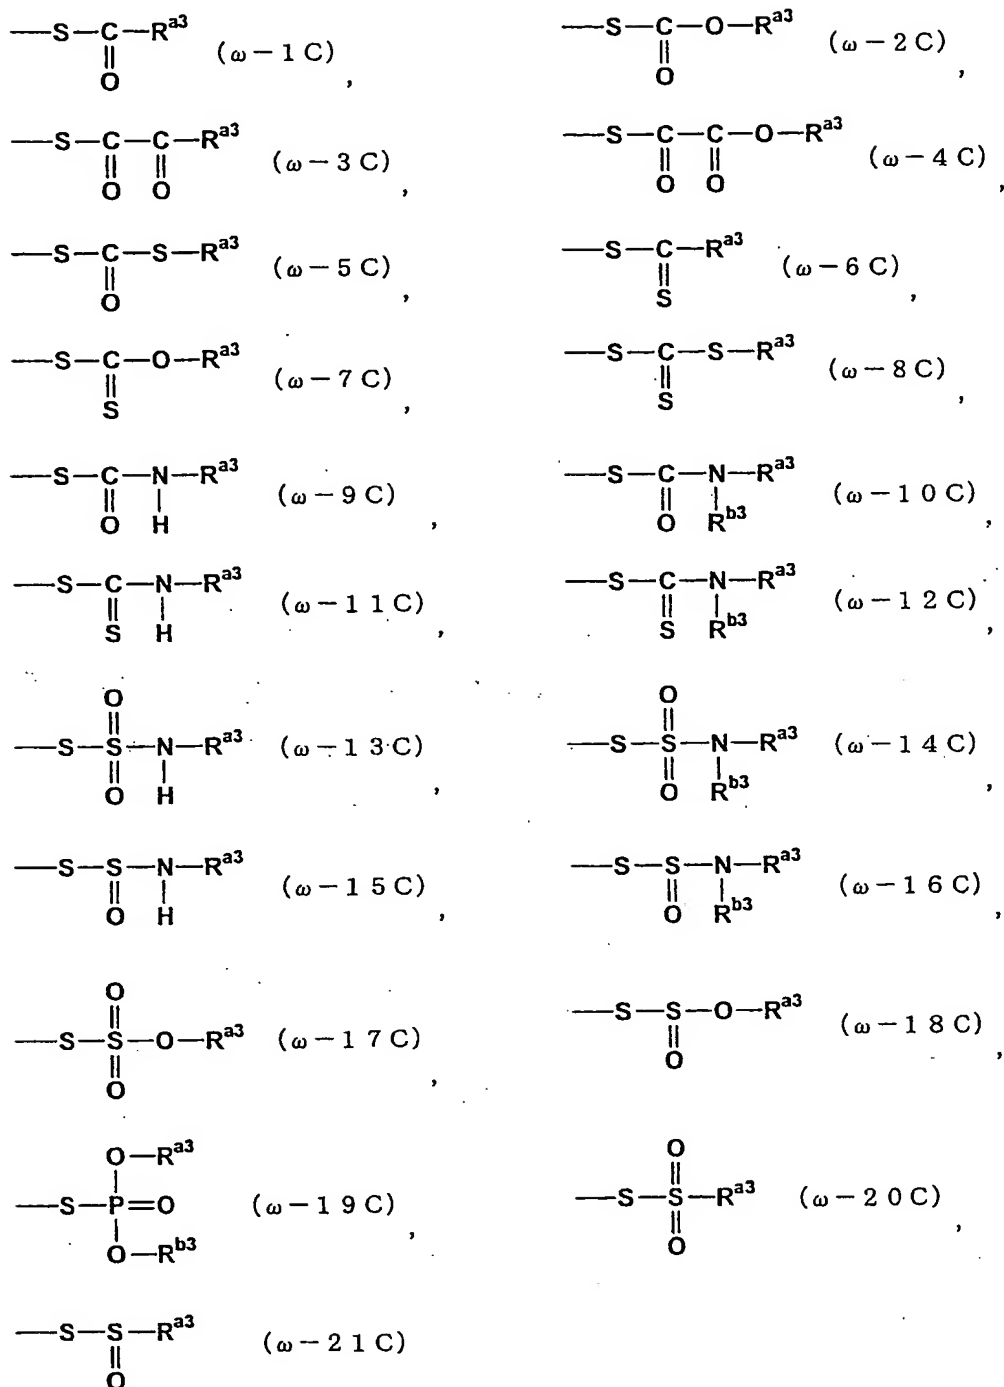 —S—C—R^a3 (ω−1C),
‖
O
—S—C—O—R^a3 (ω−2C),
‖
O
—S—C—C—R^a3 (ω−3C),
‖ ‖
O O
—S—C—C—O—R^a3 (ω−4C),
‖ ‖
O O
—S—C—S—R^a3 (ω−5C),
‖
O
—S—C—R^a3 (ω−6C),
‖
S
—S—C—O—R^a3 (ω−7C),
‖
S
—S—C—S—R^a3 (ω−8C),
‖
S
—S—C—N—R^a3 (ω−9C),
‖ |
O H
—S—C—N—R^a3 (ω−10C),
‖ |
O R^b3
—S—C—N—R^a3 (ω−11C),
‖ |
S H
—S—C—N—R^a3 (ω−12C),
‖ |
S R^b3
O
‖
—S—S—N—R^a3 (ω−13C),
‖ |
O H
O
‖
—S—S—N—R^a3 (ω−14C),
‖ |
O R^b3
—S—S—N—R^a3 (ω−15C),
‖ |
O H
—S—S—N—R^a3 (ω−16C),
‖ |
O R^b3
O
‖
—S—S—O—R^a3 (ω−17C),
‖
O
—S—S—O—R^a3 (ω−18C),
‖
O
O—R^a3
|
—S—P=O (ω−19C),
|
O—R^b3
O
‖
—S—S—R^a3 (ω−20C),
‖
O
—S—S—R^a3 (ω−21C)
‖
O